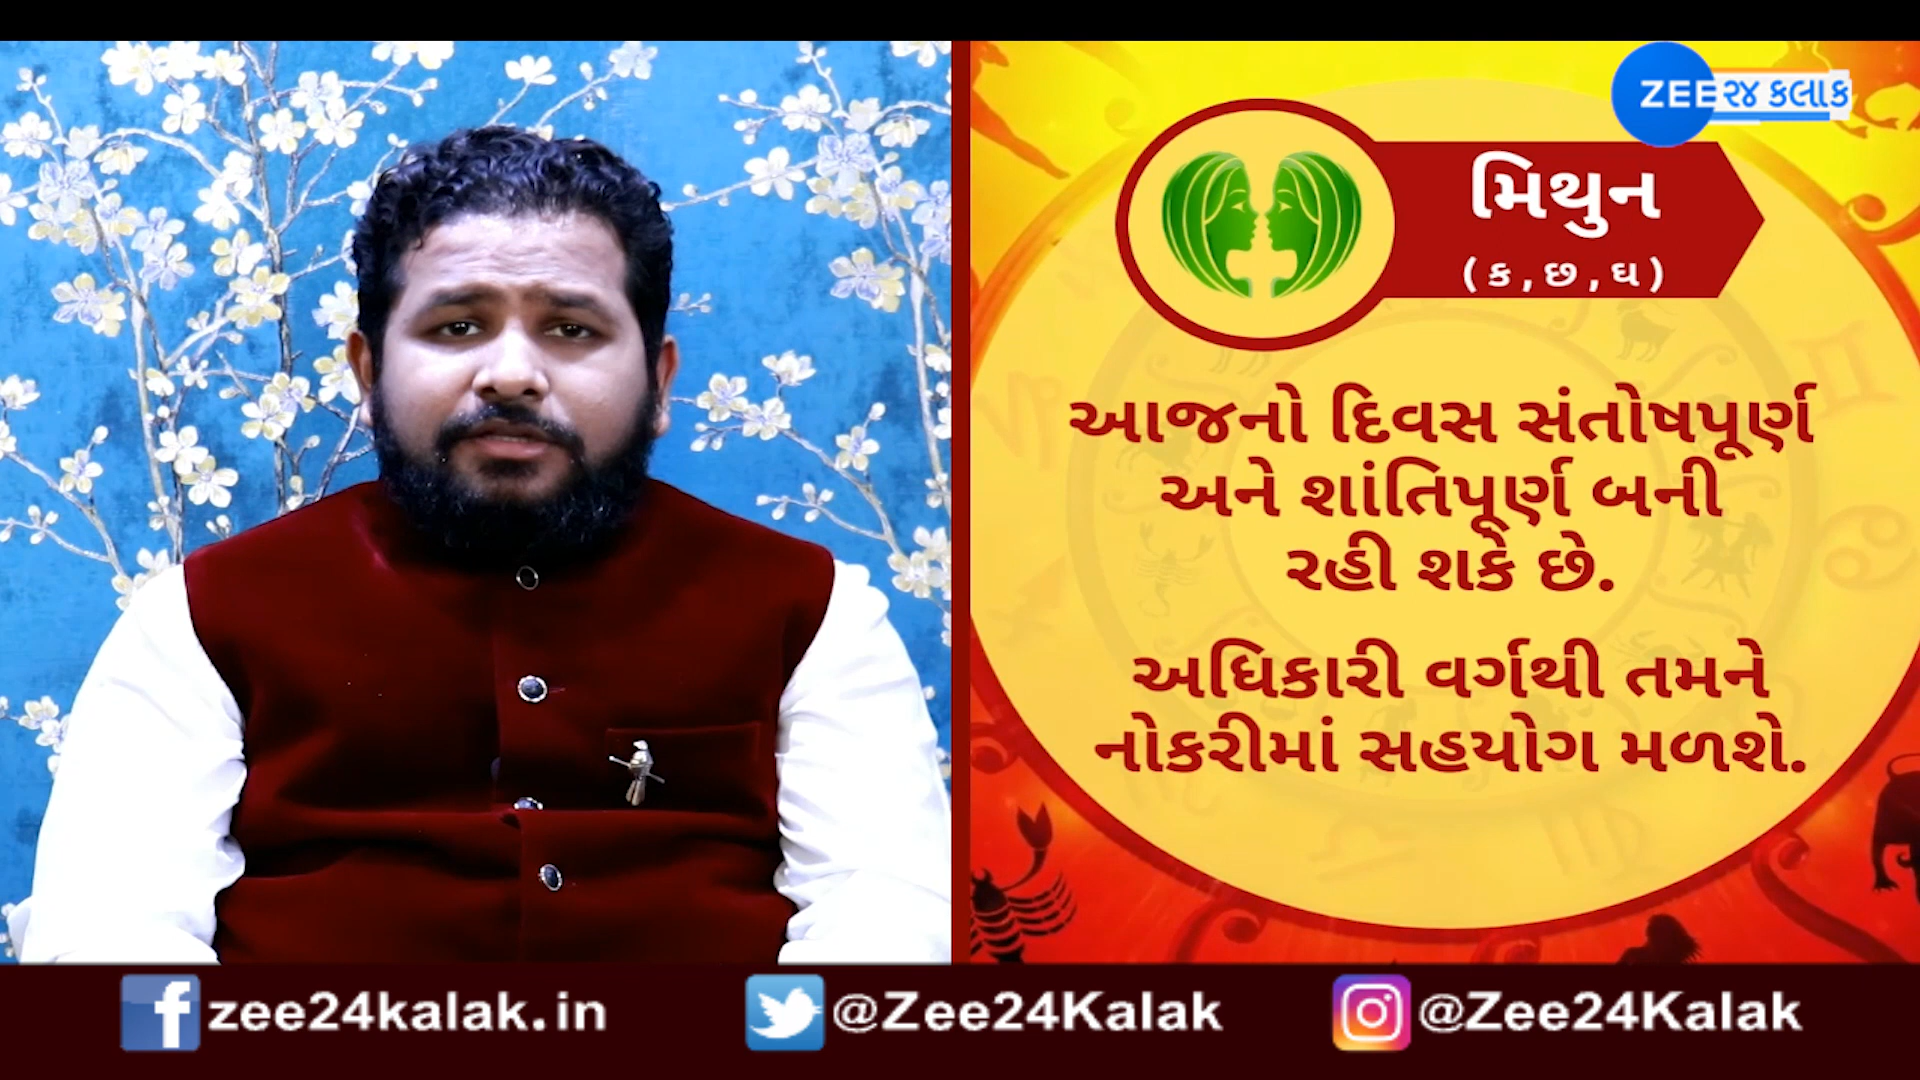 ZEE ૨૪ કલાક
મિથુન
(ક,છ,ઘ)
આજનો દિવસ સંતોષપૂર્ણ
અને શાંતિપૂર્ણ બની
રહી શકે છે.
અધિકારી વર્ગથી તમને
નોકરીમાં સહયોગ મળશે.
zee24kalak.in @Zee24Kalak @Zee24Kalak